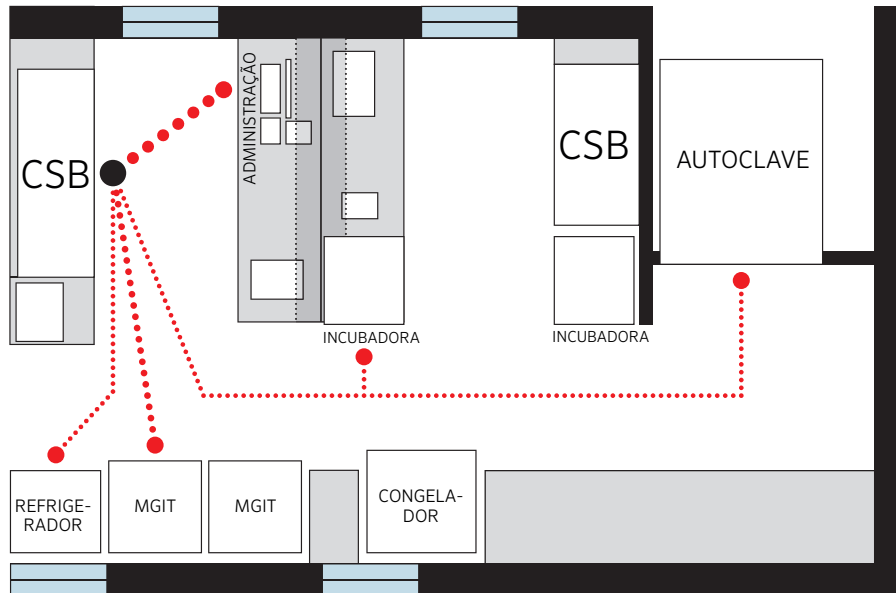 ADMINISTRAÇÃO
CSB
CSB
AUTOCLAVE
INCUBADORA
INCUBADORA
REFRIGE-
RADOR
MGIT
MGIT
CONGELA-
DOR